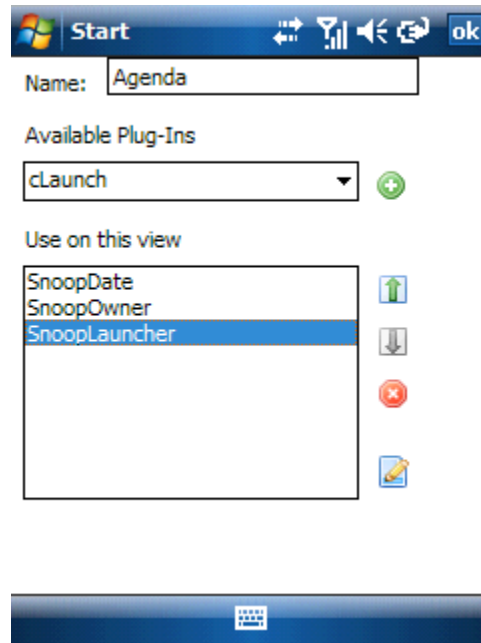 Start
ok
Name:
Agenda
Available Plug-Ins
cLaunch
Use on this view
SnoopDate
SnoopOwner
SnoopLauncher